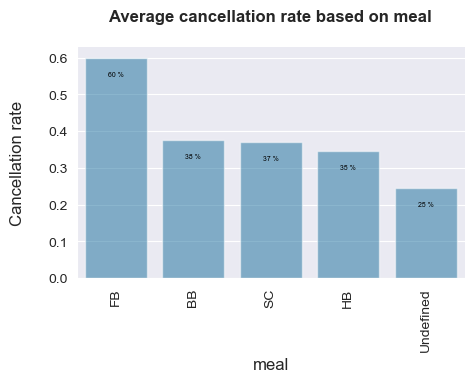 Average cancellation rate based on meal
Cancellation rate
0.6
0.5
0.4
0.3
0.2
0.1
0.0
60 %
38 %
37 %
35 %
25 %
FB
BB
SC
HB
Undefined
meal